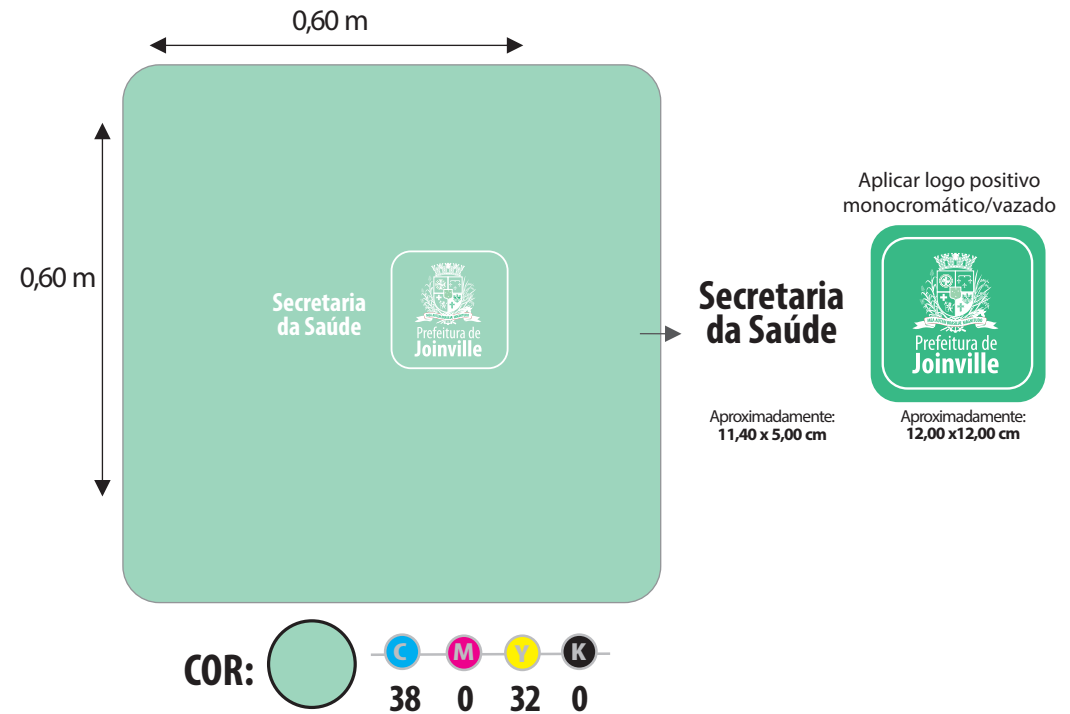 0,60 m
0,60 m
Secretaria
da Saúde
Prefeitura de
Joinville
Aplicar logo positivo
monocromático/vazado
Secretaria
da Saúde
Prefeitura de
Joinville
Aproximadamente:
11,40 x 5,00 cm
Aproximadamente:
12,00 x12,00 cm
COR:
C M Y K
38 0 32 0